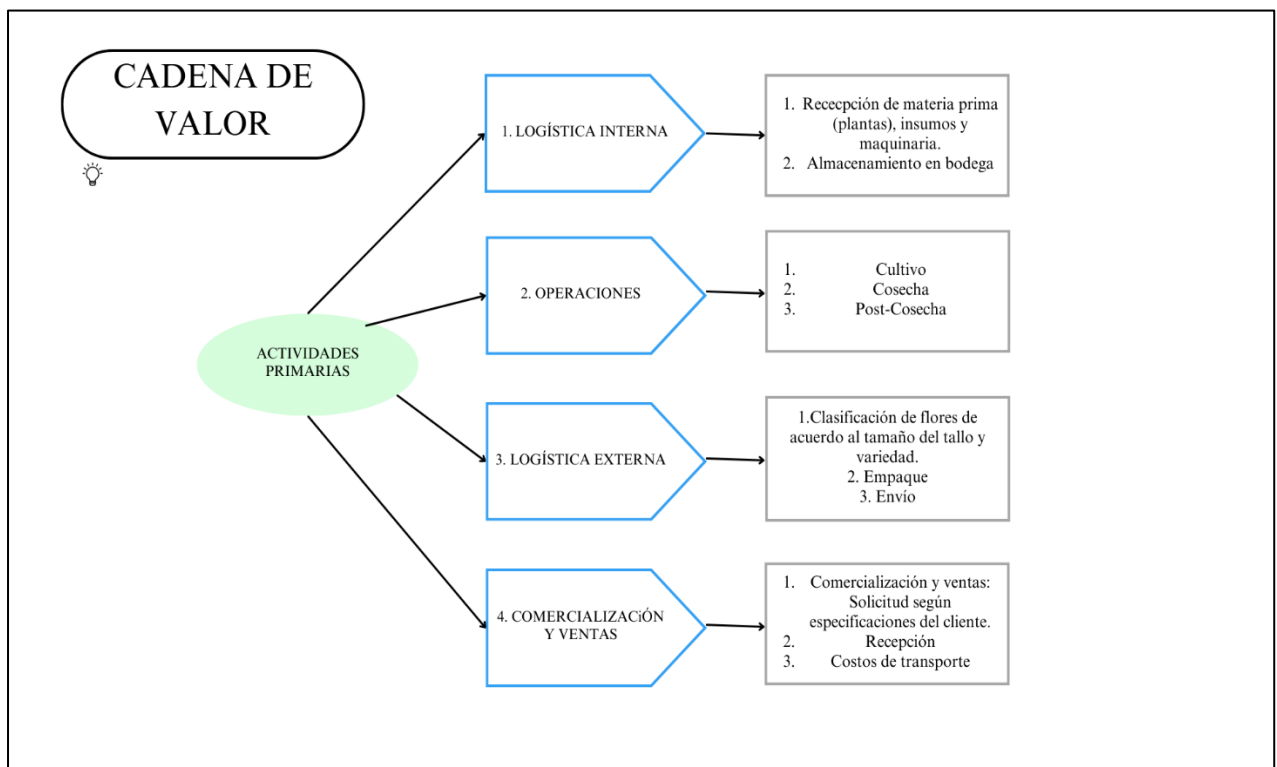 CADENA DE
VALOR
ACTIVIDADES
PRIMARIAS
1. LOGÍSTICA INTERNA
1. Rececpción de materia prima
(plantas), insumos y
maquinaria.
2. Almacenamiento en bodega
2. OPERACIONES
1. Cultivo
2. Cosecha
3. Post-Cosecha
3. LOGÍSTICA EXTERNA
1.Clasificación de flores de
acuerdo al tamaño del tallo y
variedad.
2. Empaque
3. Envío
4. COMERCIALIZACiÓN
Y VENTAS
1. Comercialización y ventas:
Solicitud según
especificaciones del cliente.
2. Recepción
3. Costos de transporte